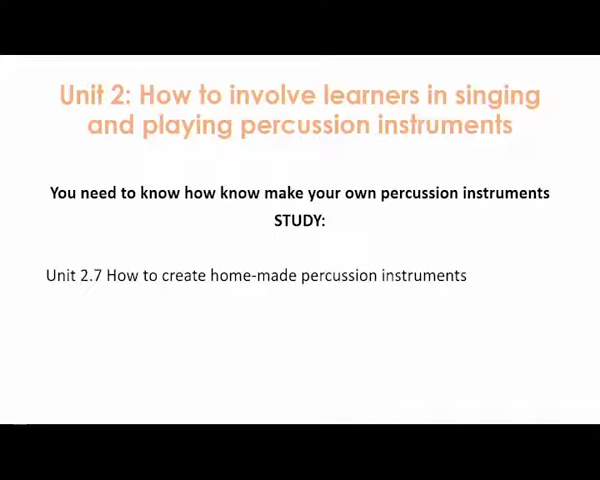 Unit 2: How to involve learners in singing
and playing percussion instruments
You need to know how know make your own percussion instruments
STUDY:
Unit 2.7 How to create home-made percussion instruments